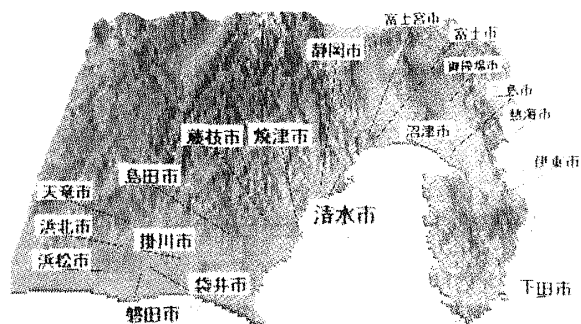 富士宮市
富士市
静岡市
御殿場市
島市
熱海市
藤枝市
焼津市
沼津市
伊東市
島田市
天竜市
清水市
浜北市
掛川市
浜松市
袋井市
下田市
磐田市